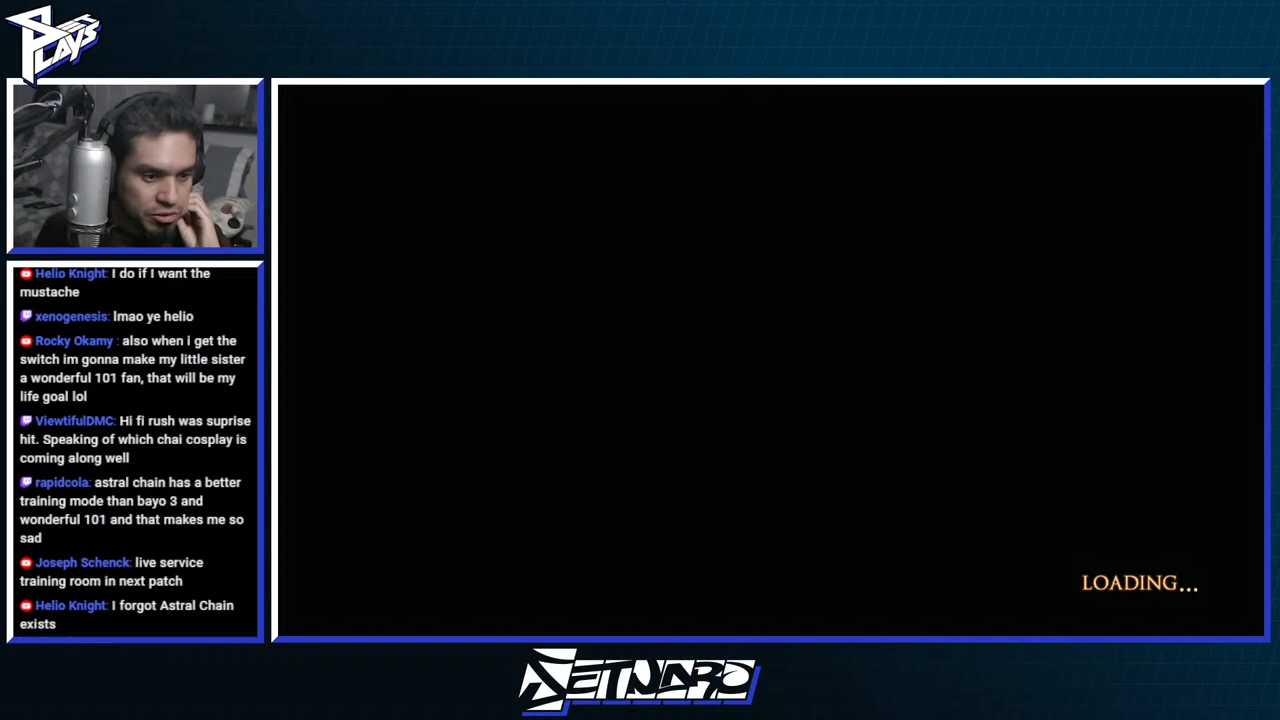 SET
PLAYS
Helio Knight: I do if I want the
mustache
xenogenesis: lmao ye helio
Rocky Okamy : also when i get the
switch im gonna make my little sister
a wonderful 101 fan, that will be my
life goal lol
ViewtifulDMC: Hi fi rush was suprise
hit. Speaking of which chai cosplay is
coming along well
rapidcola: astral chain has a better
training mode than bayo 3 and
wonderful 101 and that makes me so
sad
Joseph Schenck: live service
training room in next patch
Helio Knight: I forgot Astral Chain
exists
LOADING...
SETNARO